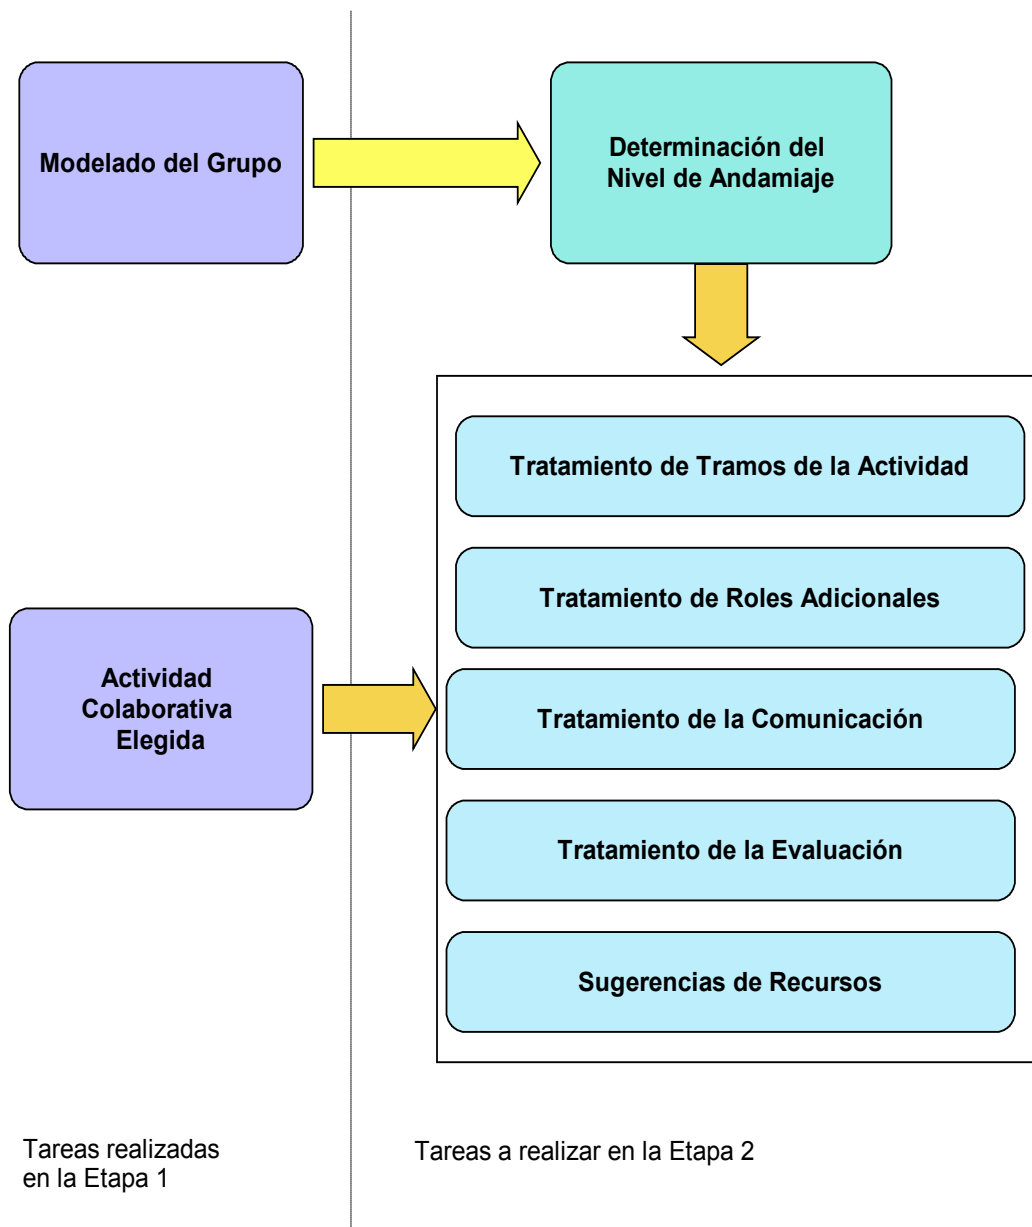 Modelado del Grupo
Determinación del
Nivel de Andamiaje
Tratamiento de Tramos de la Actividad
Tratamiento de Roles Adicionales
Actividad
Colaborativa
Elegida
Tratamiento de la Comunicación
Tratamiento de la Evaluación
Sugerencias de Recursos
Tareas realizadas
en la Etapa 1
Tareas a realizar en la Etapa 2